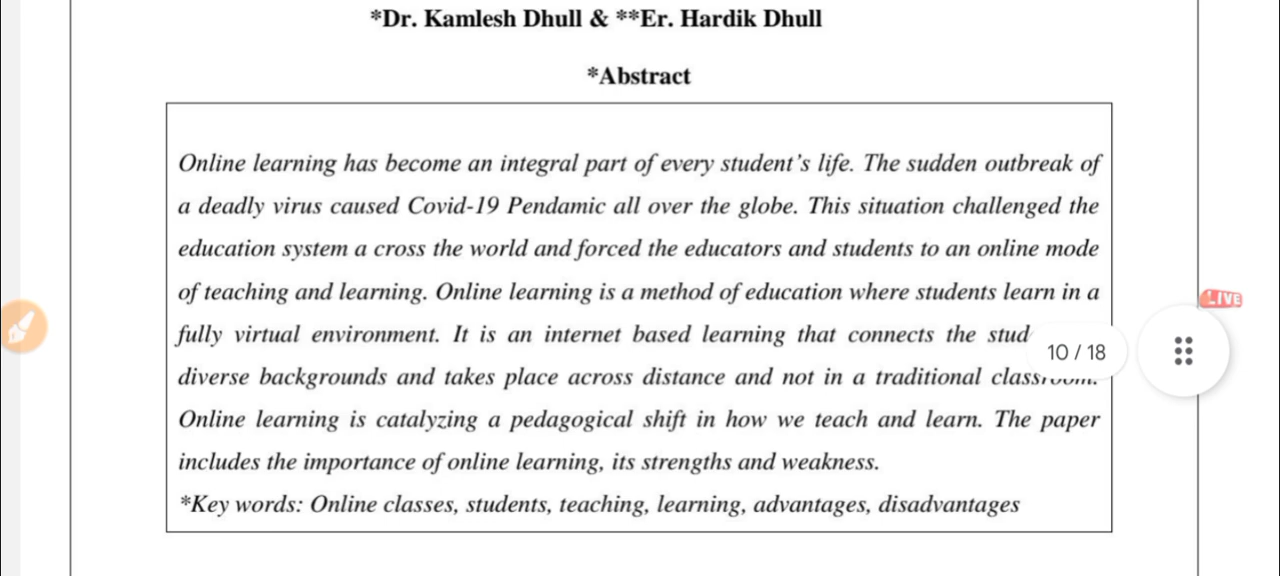 *Dr. Kamlesh Dhull & **Er. Hardik Dhull
*Abstract
Online learning has become an integral part of every student’s life. The sudden outbreak of
a deadly virus caused Covid-19 Pendamic all over the globe. This situation challenged the
education system a cross the world and forced the educators and students to an online mode
of teaching and learning. Online learning is a method of education where students learn in a
fully virtual environment. It is an internet based learning that connects the
10 / 18
LIVE
diverse backgrounds and takes place across distance and not in a traditional classroom.
Online learning is catalyzing a pedagogical shift in how we teach and learn. The paper
includes the importance of online learning, its strengths and weakness.
*Key words: Online classes, students, teaching, learning, advantages, disadvantages